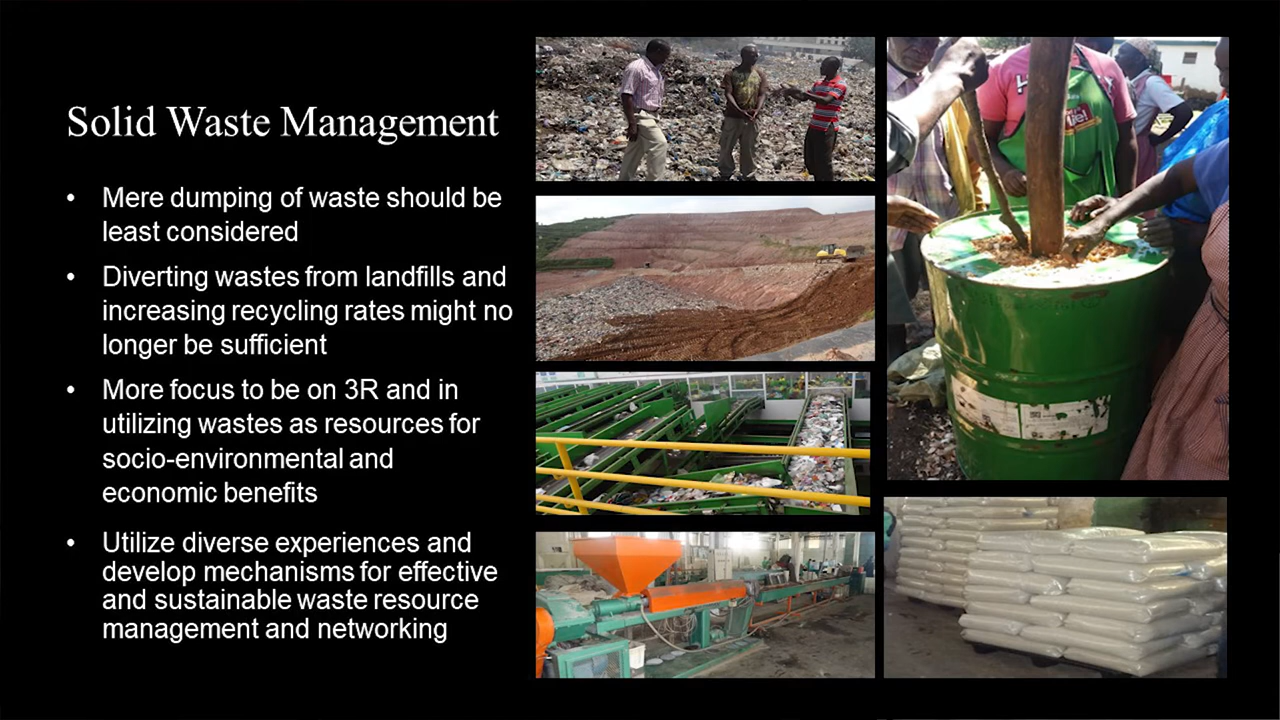 Solid Waste Management
• Mere dumping of waste should be
least considered
• Diverting wastes from landfills and
increasing recycling rates might no
longer be sufficient
• More focus to be on 3R and in
utilizing wastes as resources for
socio-environmental and
economic benefits
• Utilize diverse experiences and
develop mechanisms for effective
and sustainable waste resource
management and networking